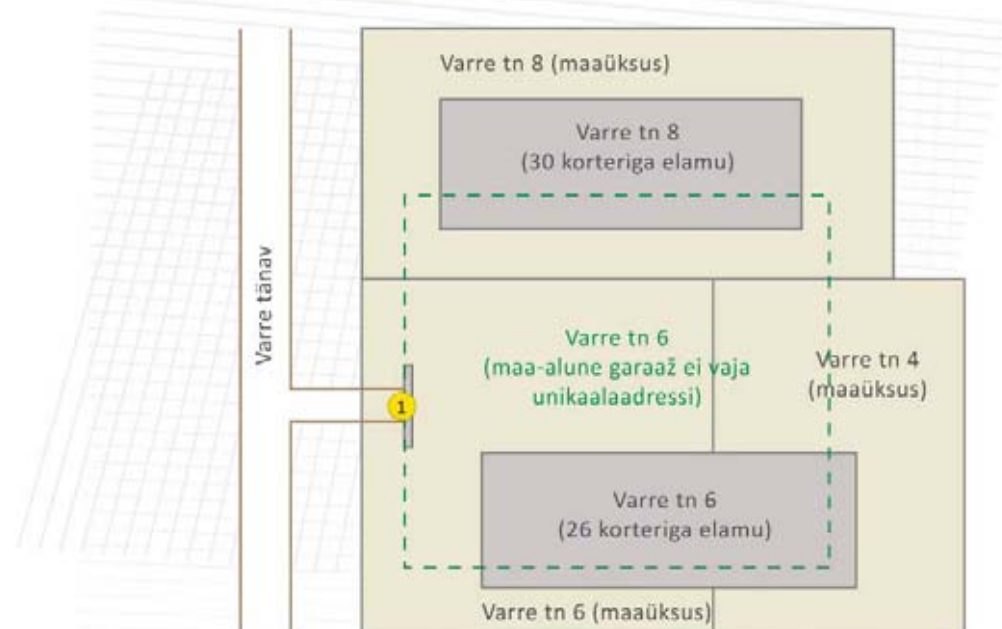 Varre tn 8 (maaüksus)
Varre tn 8
(30 korteriga elamu)
Varre tänav
Varre tn 6
(maa-alune garaaž ei vaja
unikaalaadressi)
Varre tn 4
(maaüksus)
1
Varre tn 6
(26 korteriga elamu)
Varre tn 6 (maaüksus)